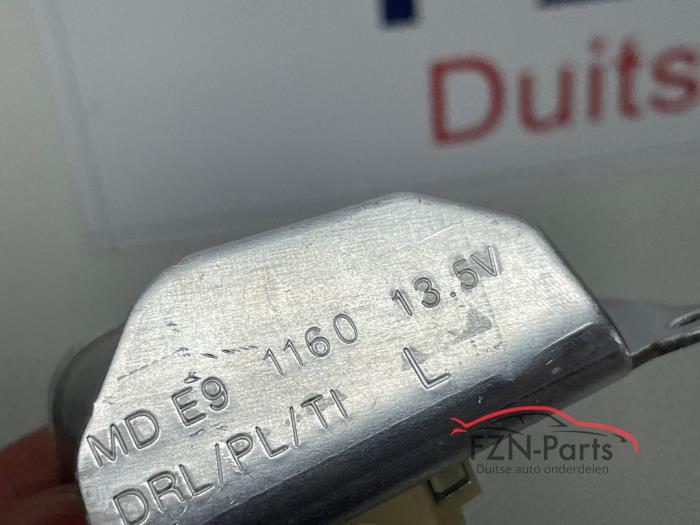 Duits
MD E9 1160 13.5V
DRL/PL/TI L
FZN-Parts
Duitse auto onderdelen